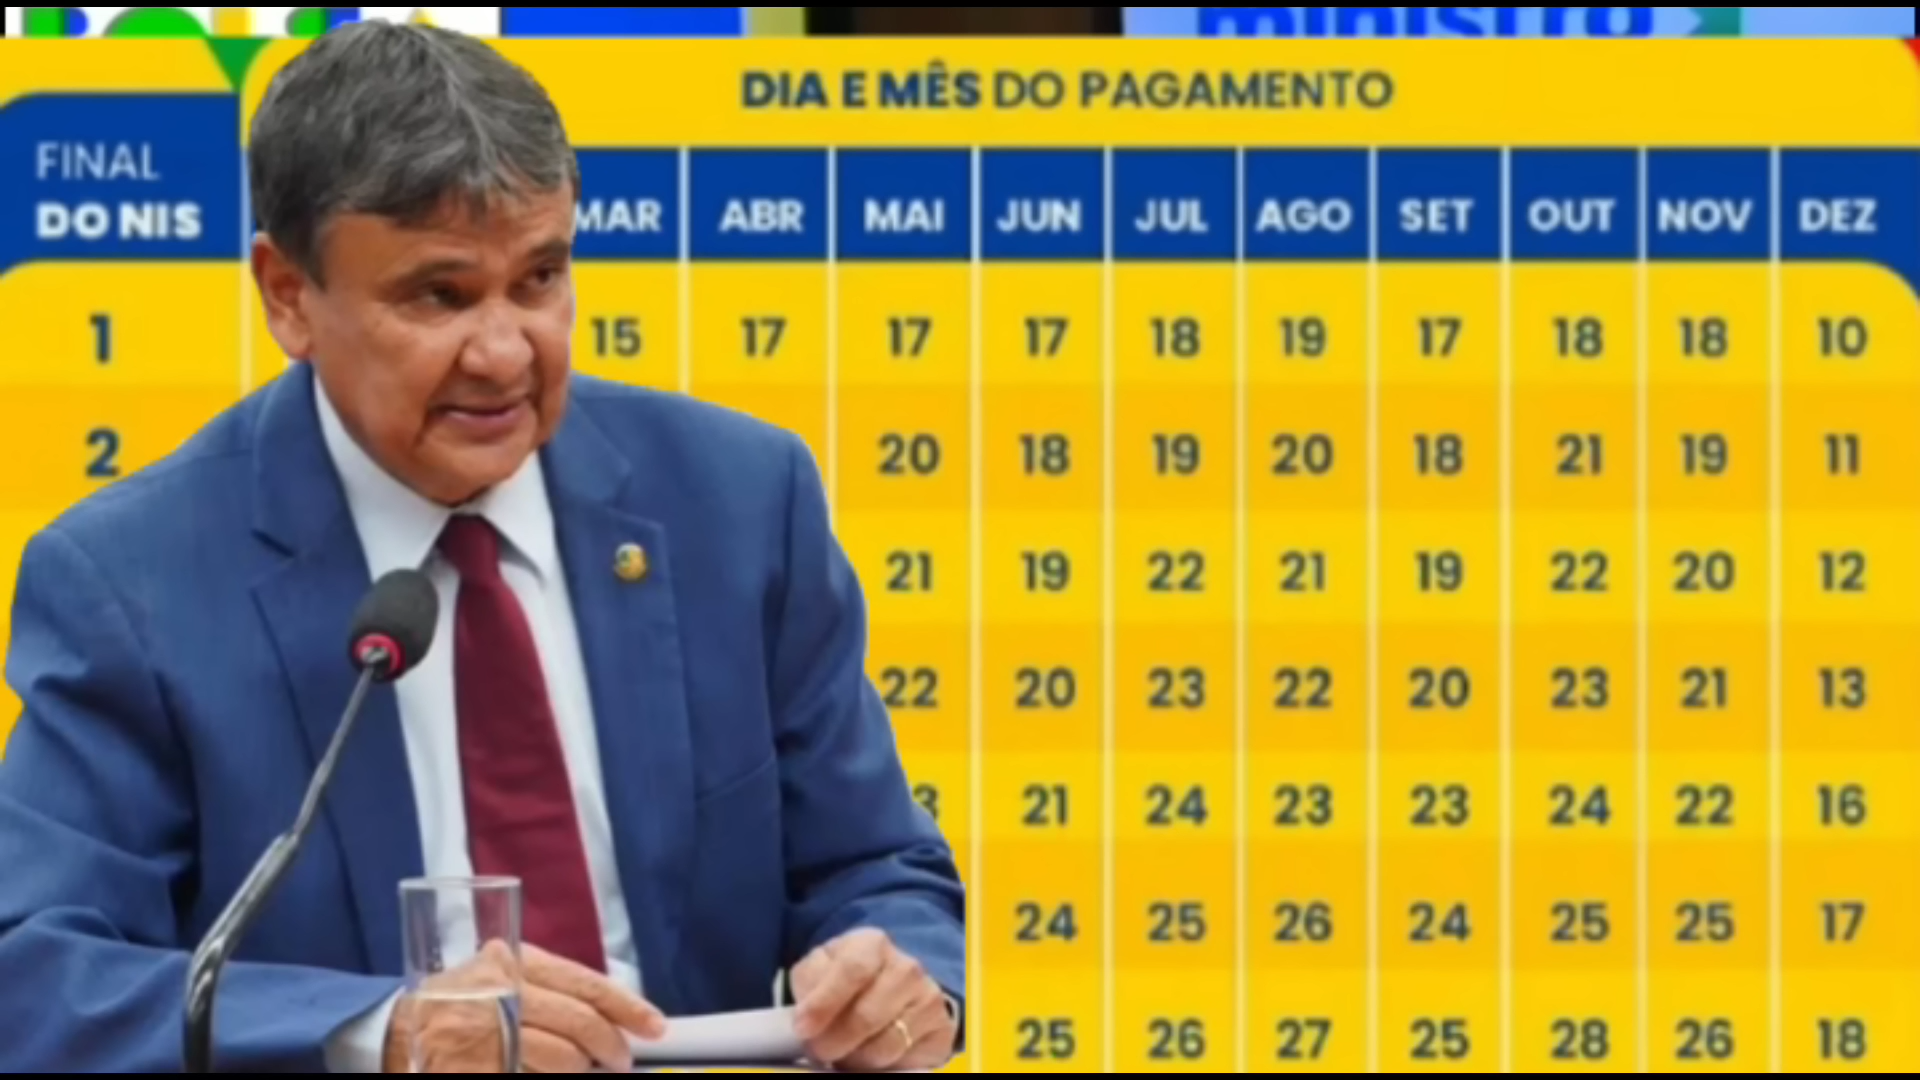 ministro
DIA E MÊS DO PAGAMENTO
FINAL
DO NIS
MAR ABR MAI JUN JUL AGO SET OUT NOV DEZ
1 15 17 17 17 18 19 17 18 18 10
2 20 18 19 20 18 21 19 11
21 19 22 21 19 22 20 12
22 20 23 22 20 23 21 13
3 21 24 23 23 24 22 16
24 25 26 24 25 25 17
25 26 27 25 28 26 18